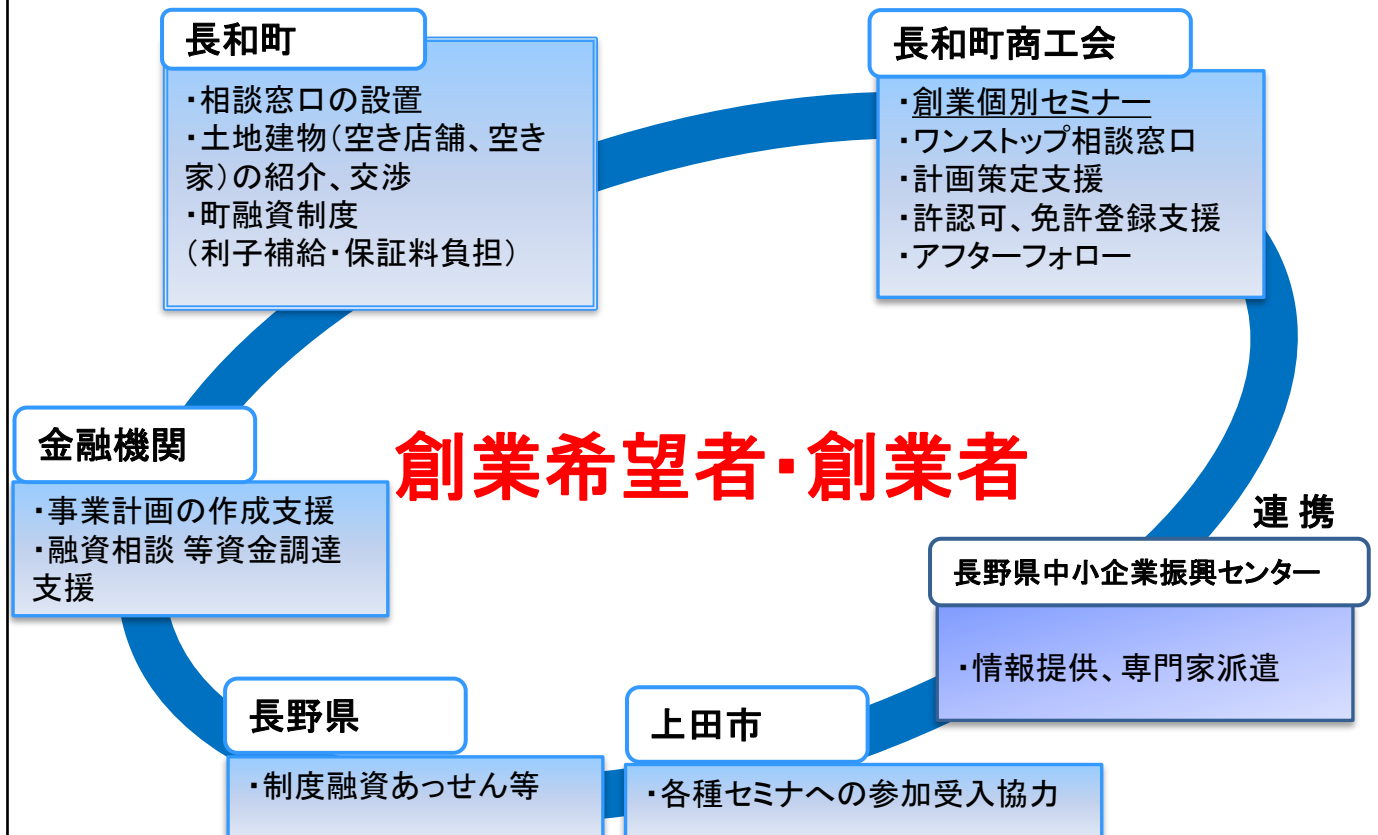 長和町
・相談窓口の設置
・土地建物(空き店舗、空き
家)の紹介、交渉
・町融資制度
(利子補給・保証料負担)
長和町商工会
・創業個別セミナー
・ワンストップ相談窓口
・計画策定支援
・許認可、免許登録支援
・アフターフォロー
金融機関
・事業計画の作成支援
・融資相談 等資金調達
支援
創業希望者・創業者
連 携
長野県中小企業振興センター
・情報提供、専門家派遣
長野県
・制度融資あっせん等
上田市
・各種セミナへの参加受入協力